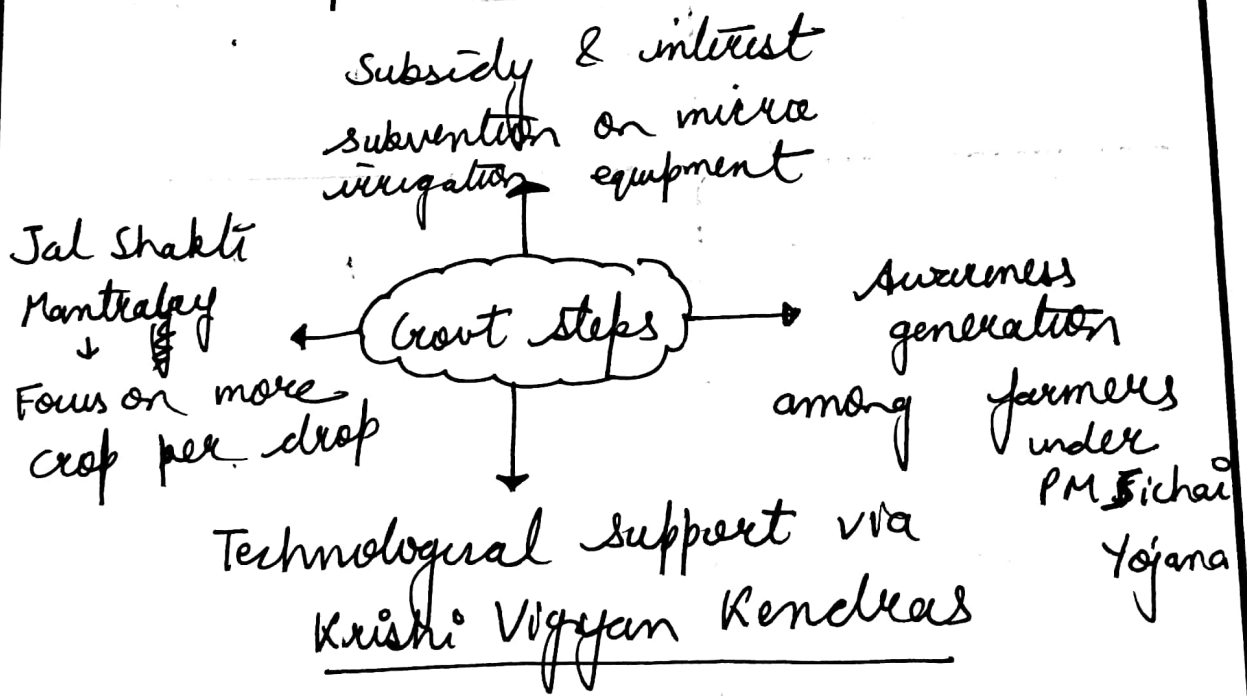 Subsidy & interest
subvention on micro
irrigation equipment
Jal Shakti
Mantralay
↓
Focus on more
crop per drop
Govt steps
Awareness
generation
among farmers
under
PM Sichai
Yojana
Technological support via
Krishi Vigyan Kendras